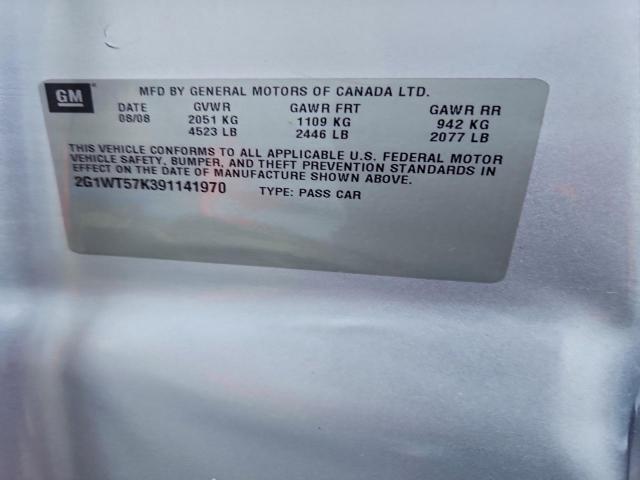 GM
MFD BY GENERAL MOTORS OF CANADA LTD.
DATE GVWR GAWR FRT GAWR RR
08/08 2051 KG 1109 KG 942 KG
4523 LB 2446 LB 2077 LB
THIS VEHICLE CONFORMS TO ALL APPLICABLE U.S. FEDERAL MOTOR
VEHICLE SAFETY, BUMPER, AND THEFT PREVENTION STANDARDS IN
EFFECT ON THE DATE OF MANUFACTURE SHOWN ABOVE.
2G1WT57K391141970 TYPE: PASS CAR